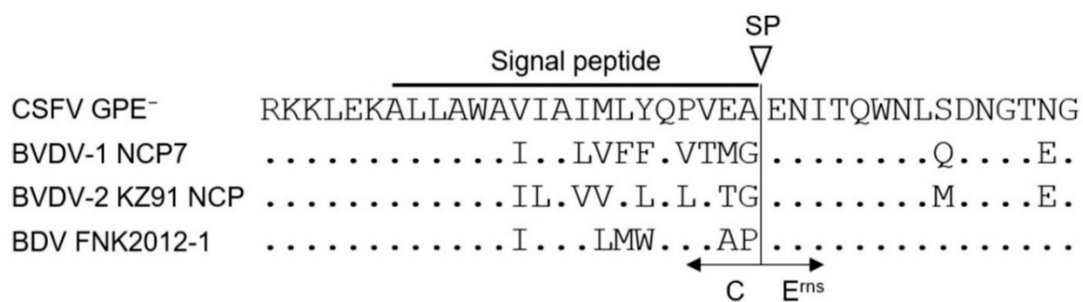 SP
Signal peptide
CSFV GPE⁻ RKKLEKALLAWAVIAIMLYQPVEA ENITQWNLSDNGTNG
BVDV-1 NCP7 ............I..LVFF.VTMG ........Q....E.
BVDV-2 KZ91 NCP ............IL.VV.L.L.TG ........M....E.
BDV FNK2012-1 ............I...LMW...AP ...............
C Eʳⁿˢ